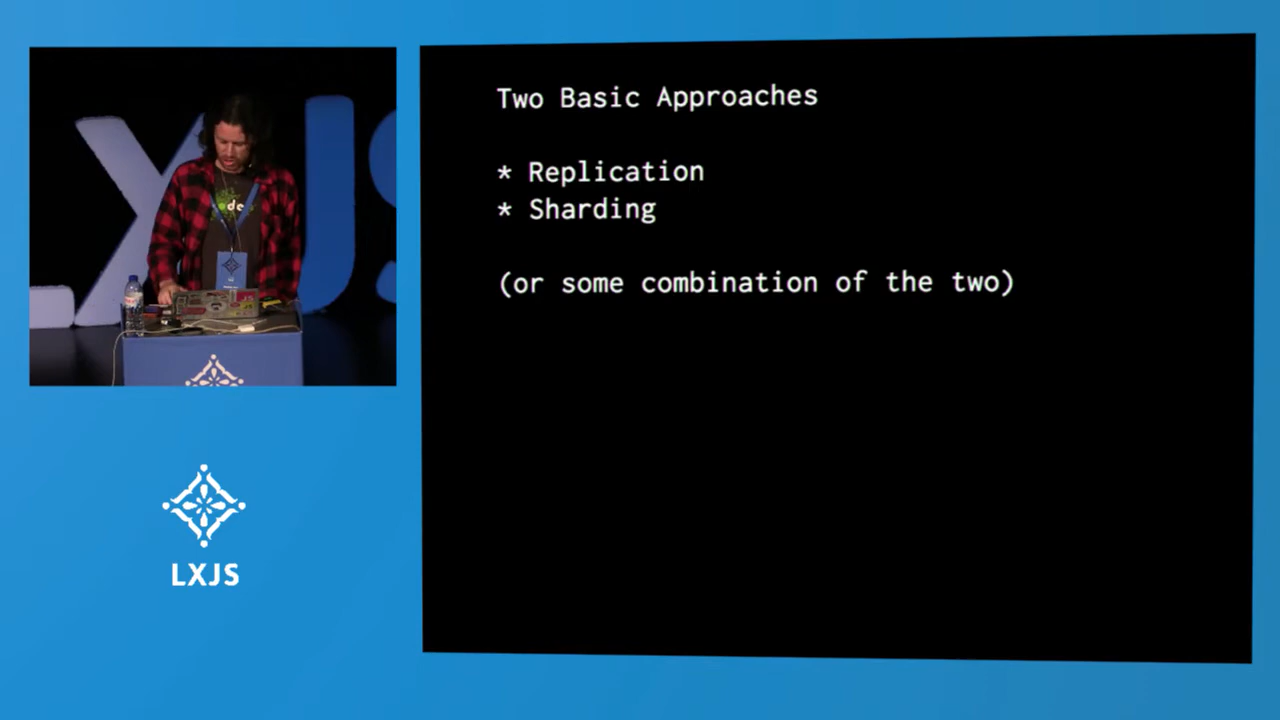 Two Basic Approaches
* Replication
* Sharding
(or some combination of the two)
LXJS